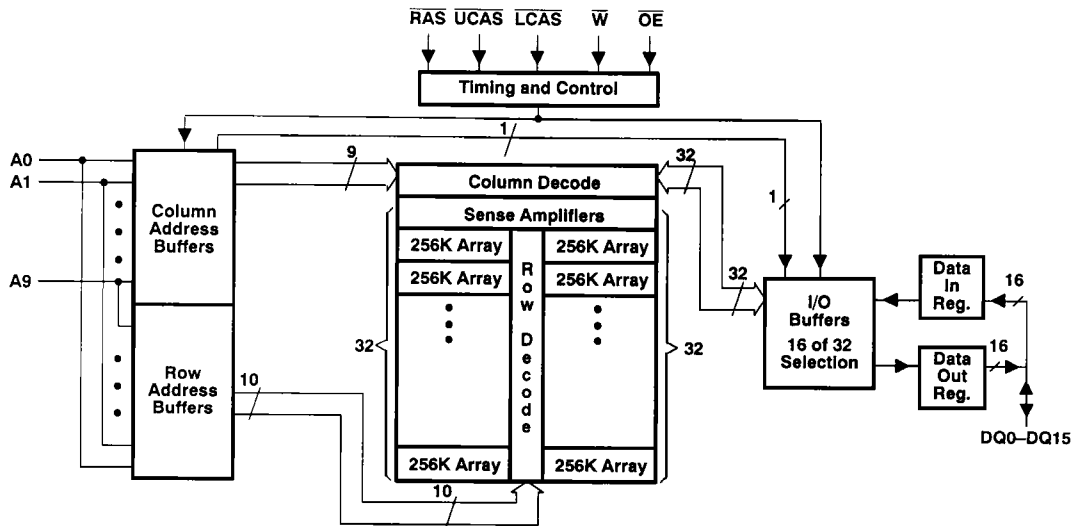 RAS UCAS LCAS W OE
Timing and Control
A0
A1
A9
Column
Address
Buffers
Row
Address
Buffers
1
9
10
10
Column Decode
Sense Amplifiers
256K Array
256K Array
256K Array
256K Array
256K Array
256K Array
Row Decode
32
32
32
32
1
I/O
Buffers
16 of 32
Selection
Data
In
Reg.
16
Data
Out
Reg.
16
DQ0–DQ15